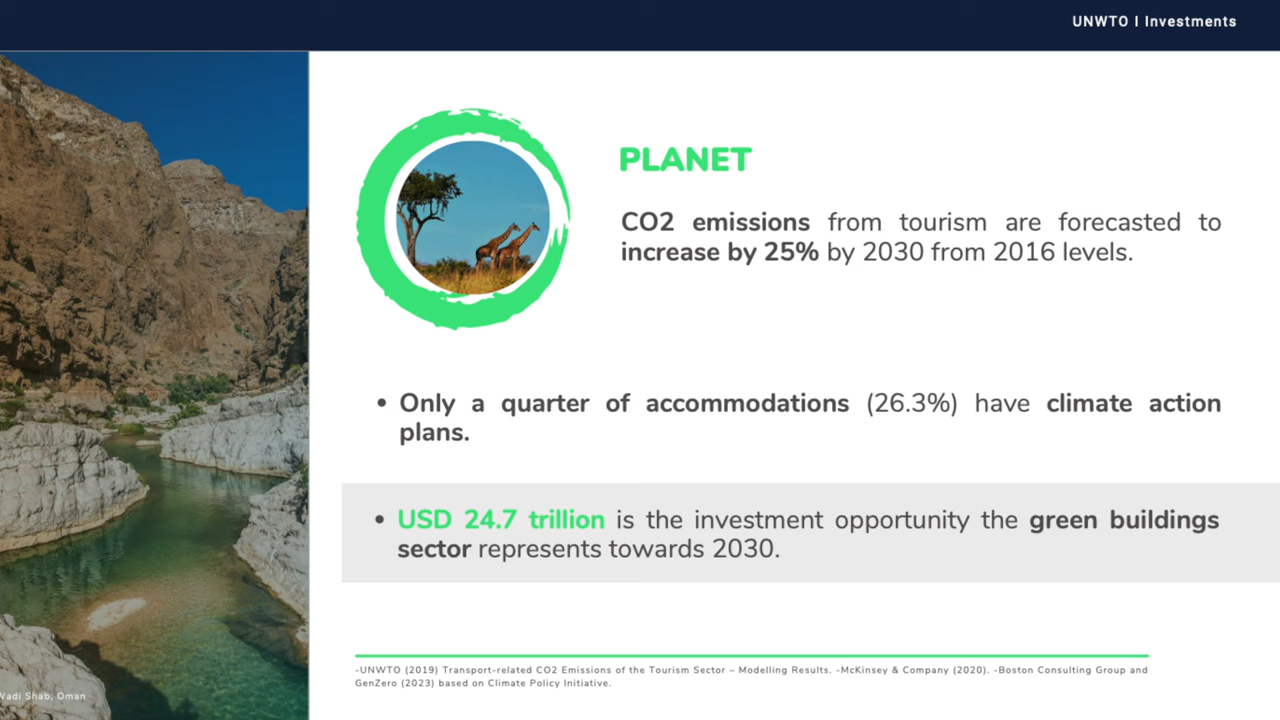 UNWTO I Investments
PLANET
CO2 emissions from tourism are forecasted to
increase by 25% by 2030 from 2016 levels.
• Only a quarter of accommodations (26.3%) have climate action
plans.
• USD 24.7 trillion is the investment opportunity the green buildings
sector represents towards 2030.
-UNWTO (2019) Transport-related CO2 Emissions of the Tourism Sector – Modelling Results. -McKinsey & Company (2020). -Boston Consulting Group and
GenZero (2023) based on Climate Policy Initiative.
Wadi Shab, Oman